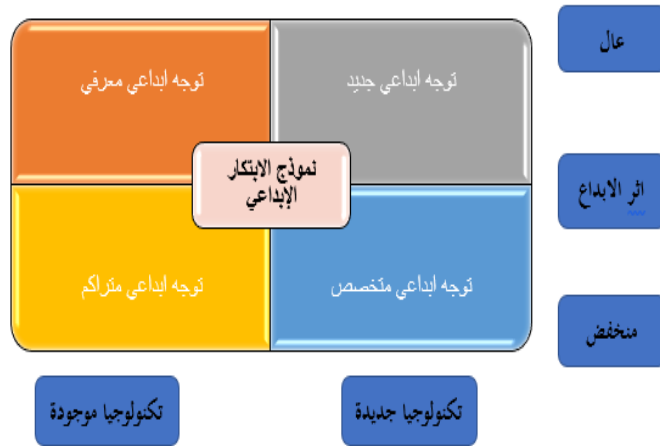 عال
توجه ابداعي جديد
توجه ابداعي معرفي
نموذج الابتكار
الإبداعي
اثر الابداع
توجه ابداعي متخصص
توجه ابداعي متراكم
منخفض
تكنولوجيا جديدة
تكنولوجيا موجودة